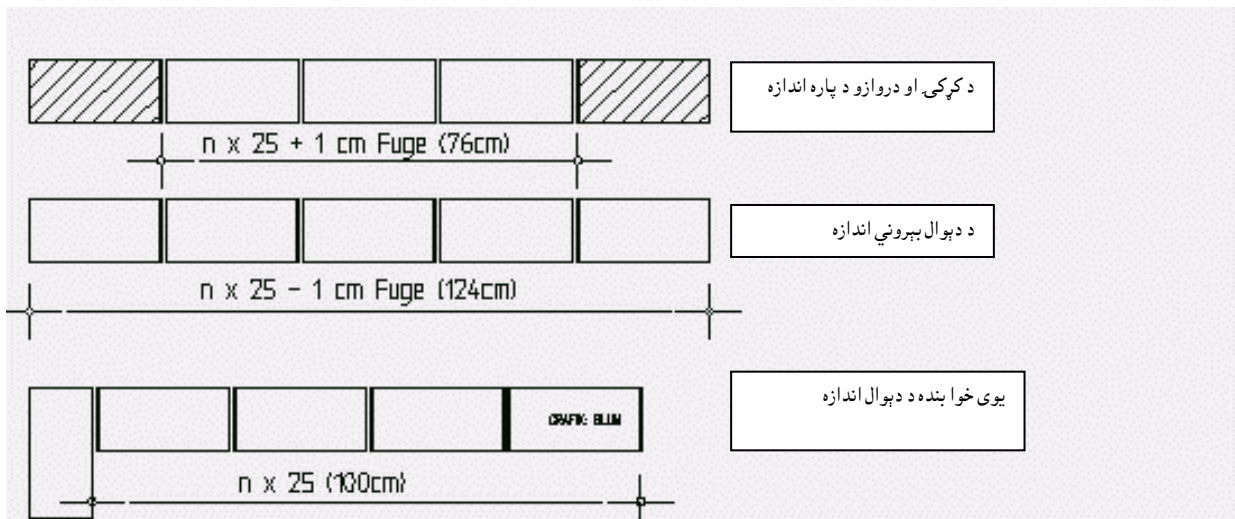 د کړکۍ او دروازو د پاره اندازه
n x 25 + 1 cm Fuge (76cm)
د دېوال بېروني اندازه
n x 25 - 1 cm Fuge (124cm)
یوی خوا بنده د دېوال اندازه
GRAFIK: BLUM
n x 25 (100cm)